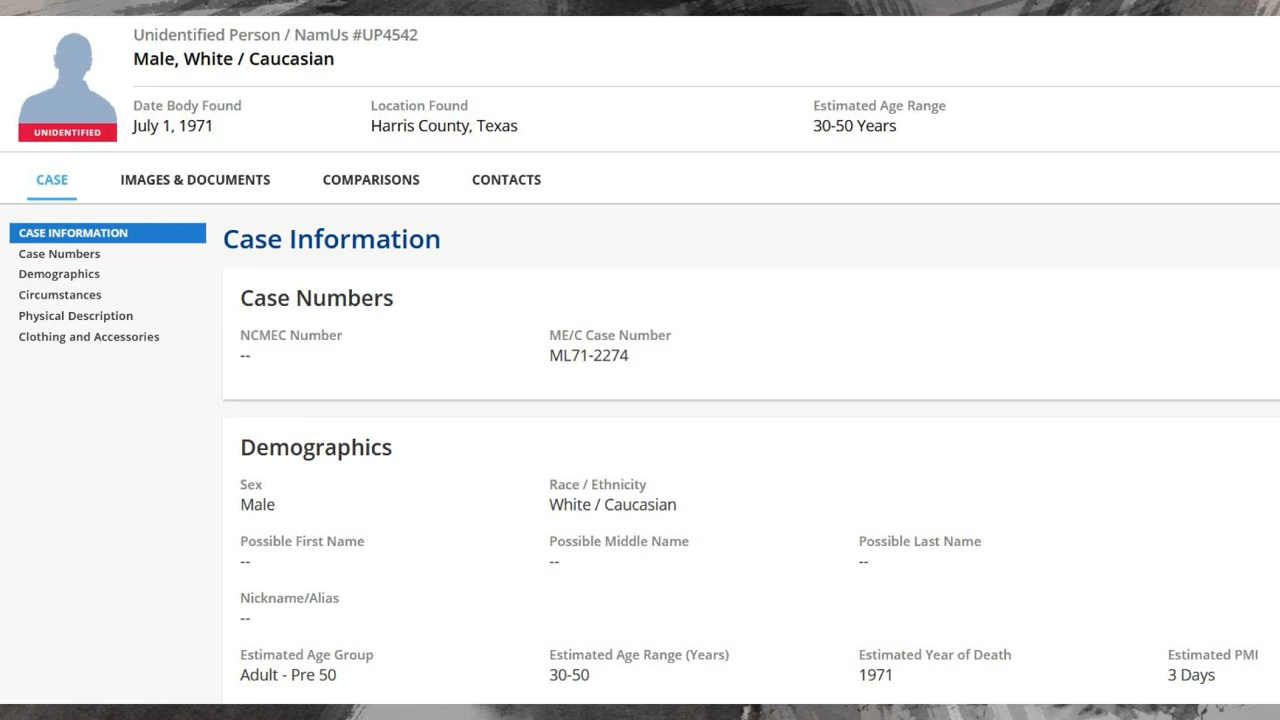 Unidentified Person / NamUs #UP4542
Male, White / Caucasian
UNIDENTIFIED
Date Body Found Location Found Estimated Age Range
July 1, 1971 Harris County, Texas 30-50 Years
CASE IMAGES & DOCUMENTS COMPARISONS CONTACTS
CASE INFORMATION
Case Numbers
Demographics
Circumstances
Physical Description
Clothing and Accessories
Case Information
Case Numbers
NCMEC Number ME/C Case Number
-- ML71-2274
Demographics
Sex Race / Ethnicity
Male White / Caucasian
Possible First Name Possible Middle Name Possible Last Name
-- -- --
Nickname/Alias
--
Estimated Age Group Estimated Age Range (Years) Estimated Year of Death Estimated PMI
Adult - Pre 50 30-50 1971 3 Days